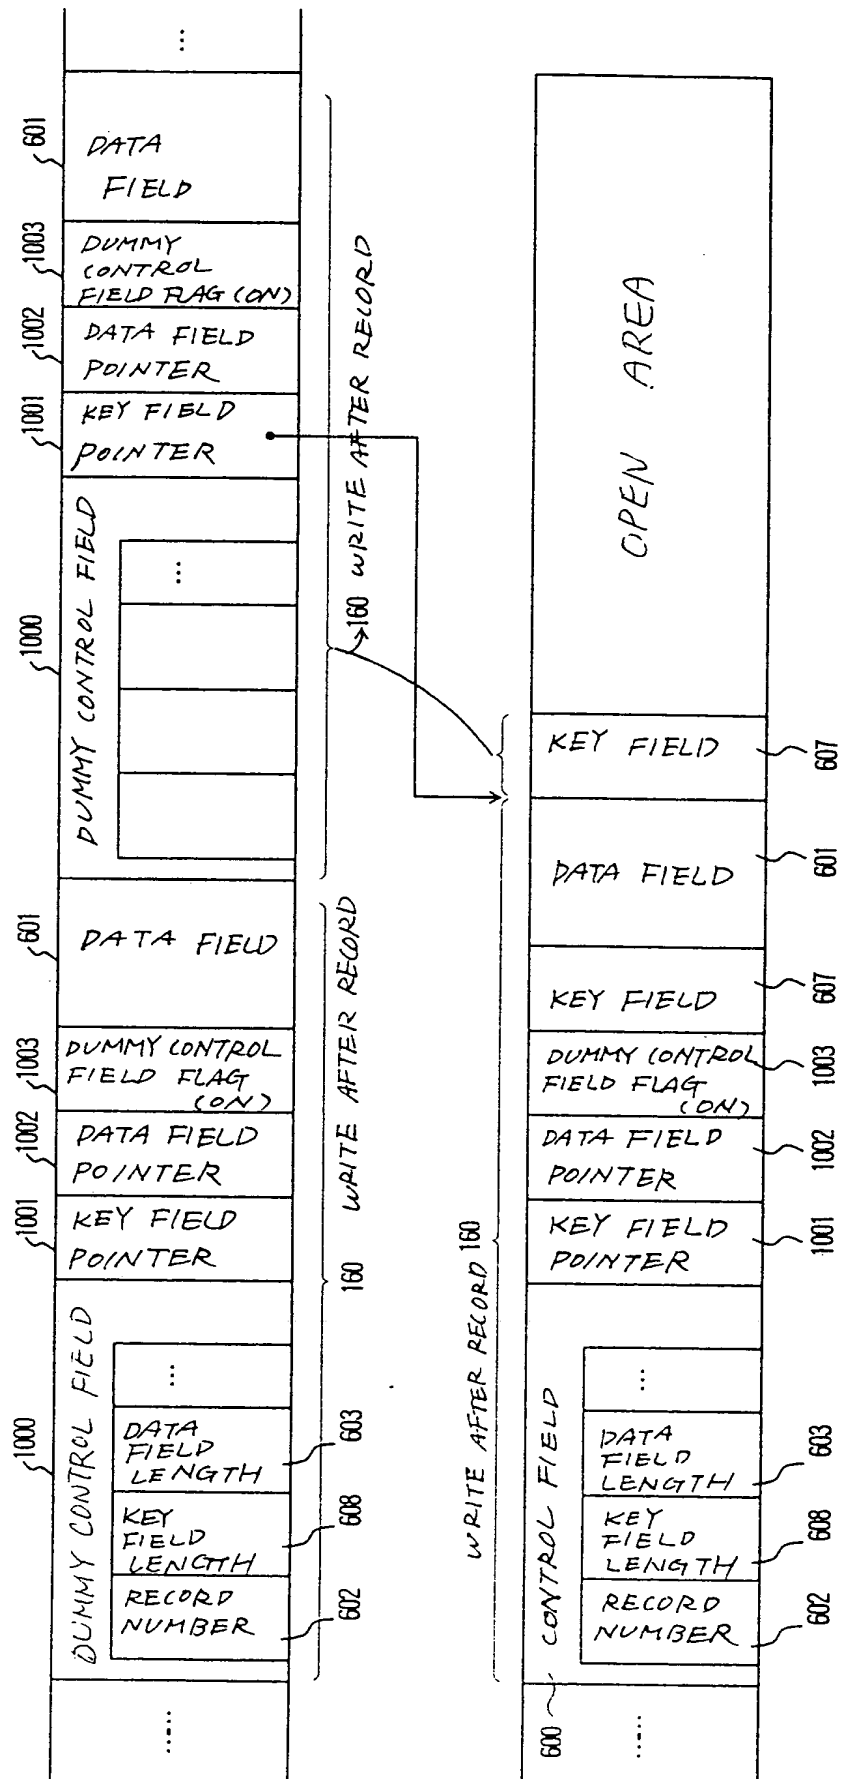 ...
601
DATA
FIELD
1003
DUMMY
CONTROL
FIELD FLAG (ON)
1002
DATA FIELD
POINTER
1001
KEY FIELD
POINTER
1000
DUMMY CONTROL FIELD
...
160 WRITE AFTER RECORD
601
DATA FIELD
1003
DUMMY CONTROL
FIELD FLAG
(ON)
1002
DATA FIELD
POINTER
1001
KEY FIELD
POINTER
1000
DUMMY CONTROL FIELD
...
DATA
FIELD
LENGTH
603
KEY
FIELD
LENGTH
608
RECORD
NUMBER
602
160 WRITE AFTER RECORD
.....
OPEN AREA
KEY FIELD
607
DATA FIELD
601
KEY FIELD
607
DUMMY CONTROL
FIELD FLAG
(ON)
1003
DATA FIELD
POINTER
1002
KEY FIELD
POINTER
1001
WRITE AFTER RECORD 160
600
CONTROL FIELD
...
DATA
FIELD
LENGTH
603
KEY
FIELD
LENGTH
608
RECORD
NUMBER
602
.....